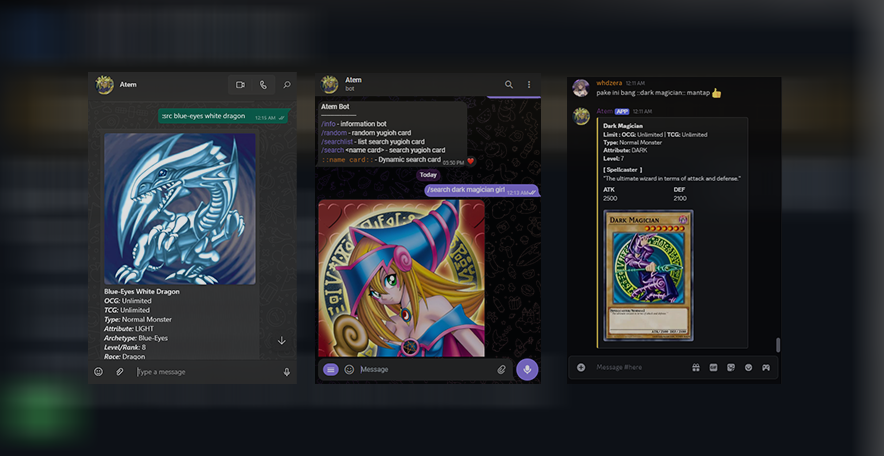 Atem
:src blue-eyes white dragon
12:15 AM
Blue-Eyes White Dragon
OCG: Unlimited
TCG: Unlimited
Type: Normal Monster
Attribute: LIGHT
Archetype: Blue-Eyes
Level/Rank: 8
Race: Dragon
Type a message
Atem
bot
Atem Bot
/info - information bot
/random - random yugioh card
/searchlist - list search yugioh card
/search <name card> - search yugioh card
::name card:: - Dynamic search card
05:50 PM
Today
/search dark magician girl
12:13 AM
Message
whdzera 12:11 AM
pake ini bang ::dark magician:: mantap 👍
Atem APP 12:11 AM
Dark Magician
Limit : OCG: Unlimited | TCG: Unlimited
Type: Normal Monster
Attribute: DARK
Level: 7
[ Spellcaster ]
"The ultimate wizard in terms of attack and defense."
ATK DEF
2500 2100
DARK MAGICIAN
Message #here
GIF